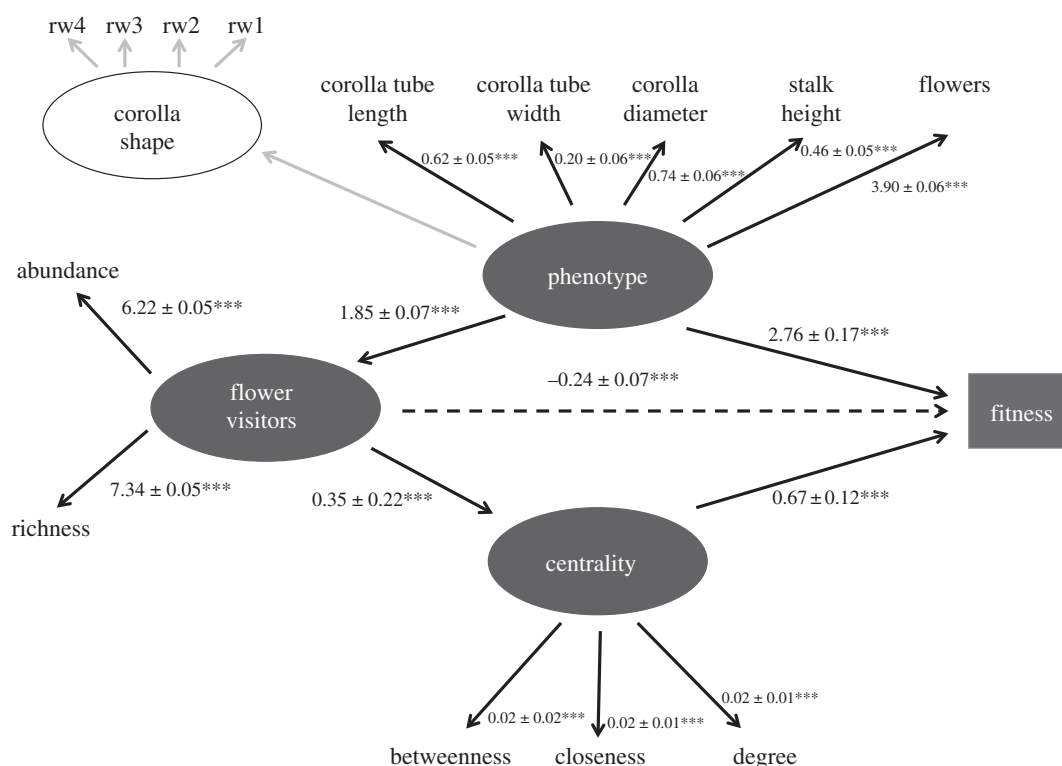 rw4 rw3 rw2 rw1
corolla
shape
corolla tube
length
corolla tube
width
corolla
diameter
stalk
height
flowers
0.62 ± 0.05***
0.20 ± 0.06***
0.74 ± 0.06***
0.46 ± 0.05***
3.90 ± 0.06***
phenotype
abundance
6.22 ± 0.05***
1.85 ± 0.07***
2.76 ± 0.17***
flower
visitors
–0.24 ± 0.07***
fitness
7.34 ± 0.05***
richness
0.35 ± 0.22***
0.67 ± 0.12***
centrality
0.02 ± 0.02***
0.02 ± 0.01***
0.02 ± 0.01***
betweenness
closeness
degree